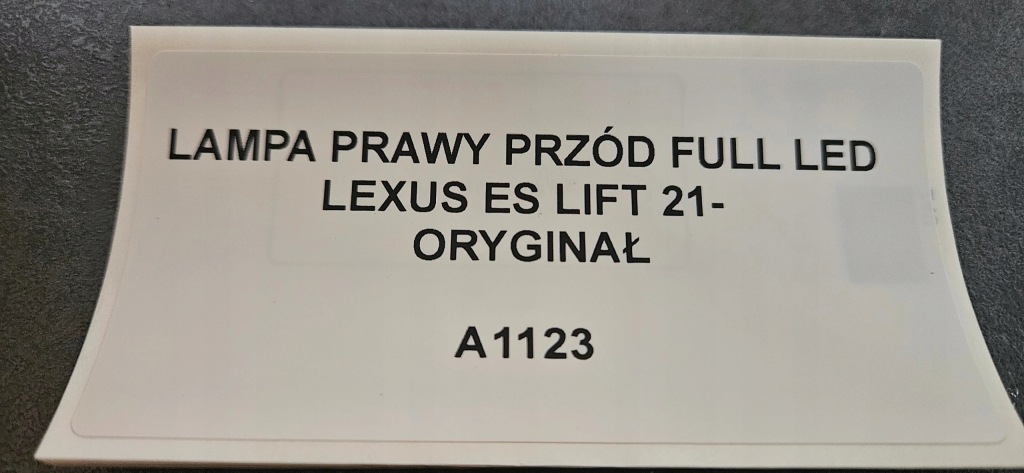 LAMPA PRAWY PRZÓD FULL LED
LEXUS ES LIFT 21-
ORYGINAŁ
A1123